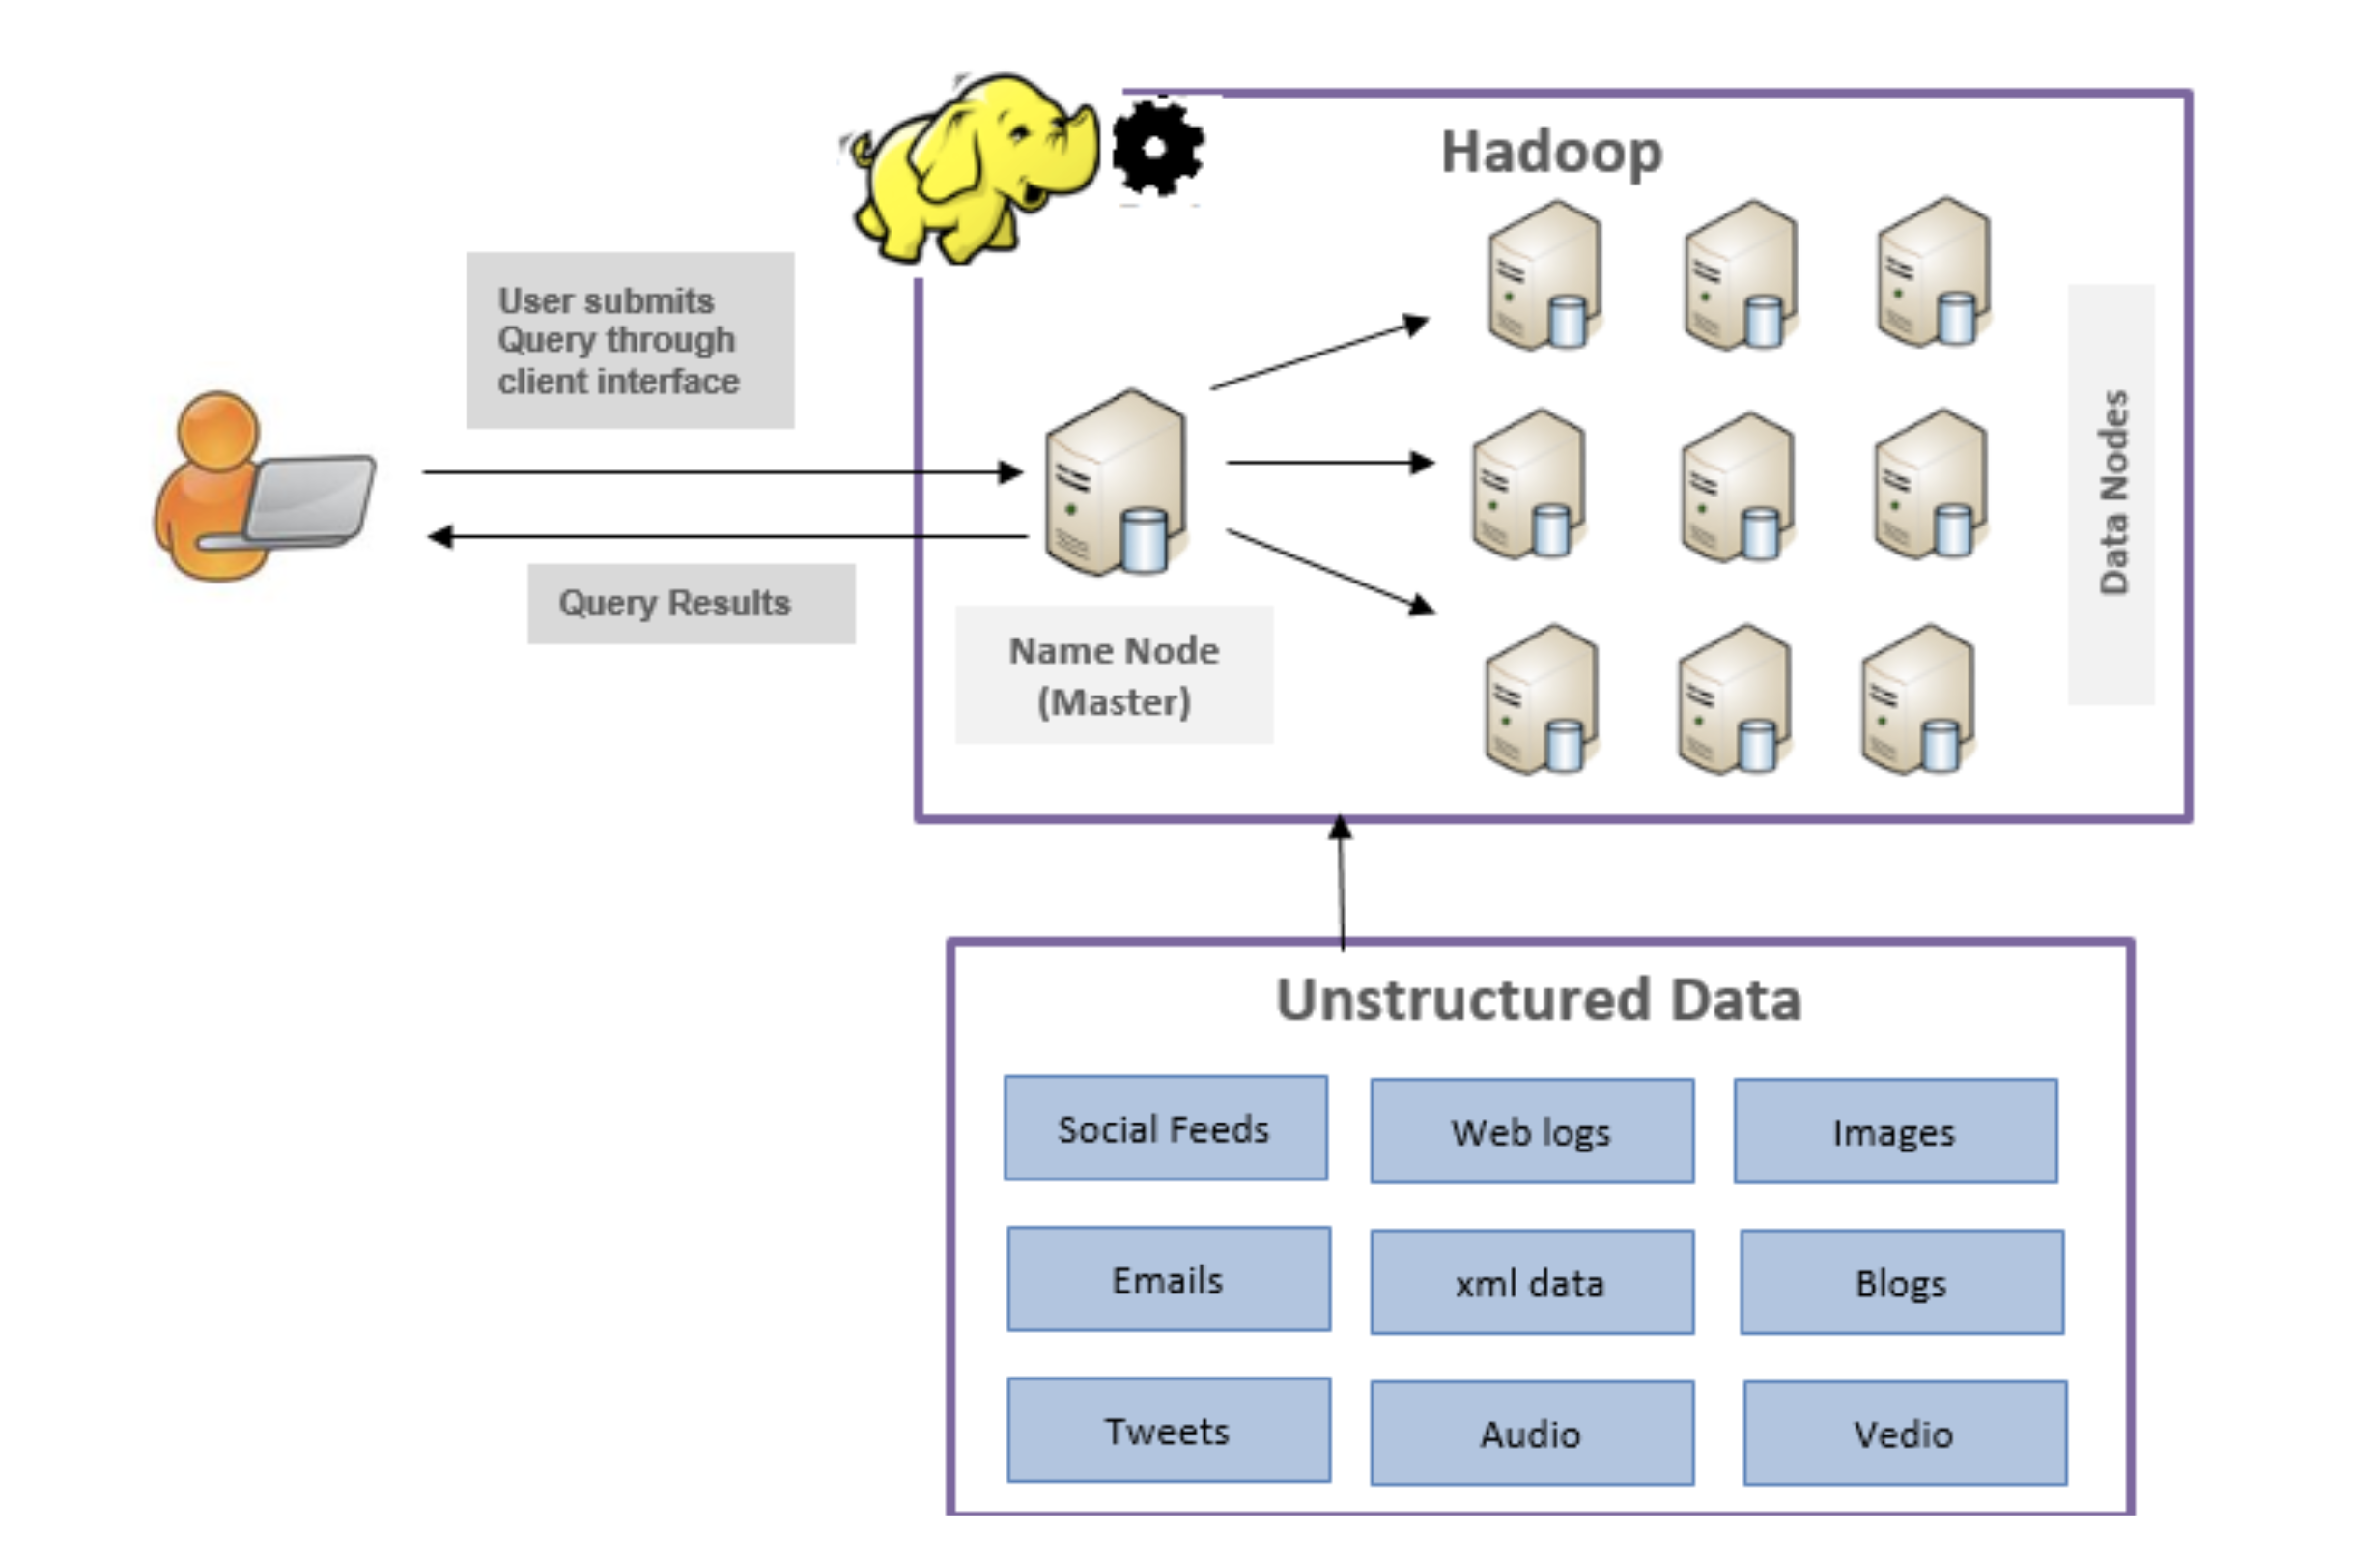 Hadoop
User submits
Query through
client interface
Query Results
Name Node
(Master)
Data Nodes
Unstructured Data
Social Feeds
Web logs
Images
Emails
xml data
Blogs
Tweets
Audio
Vedio